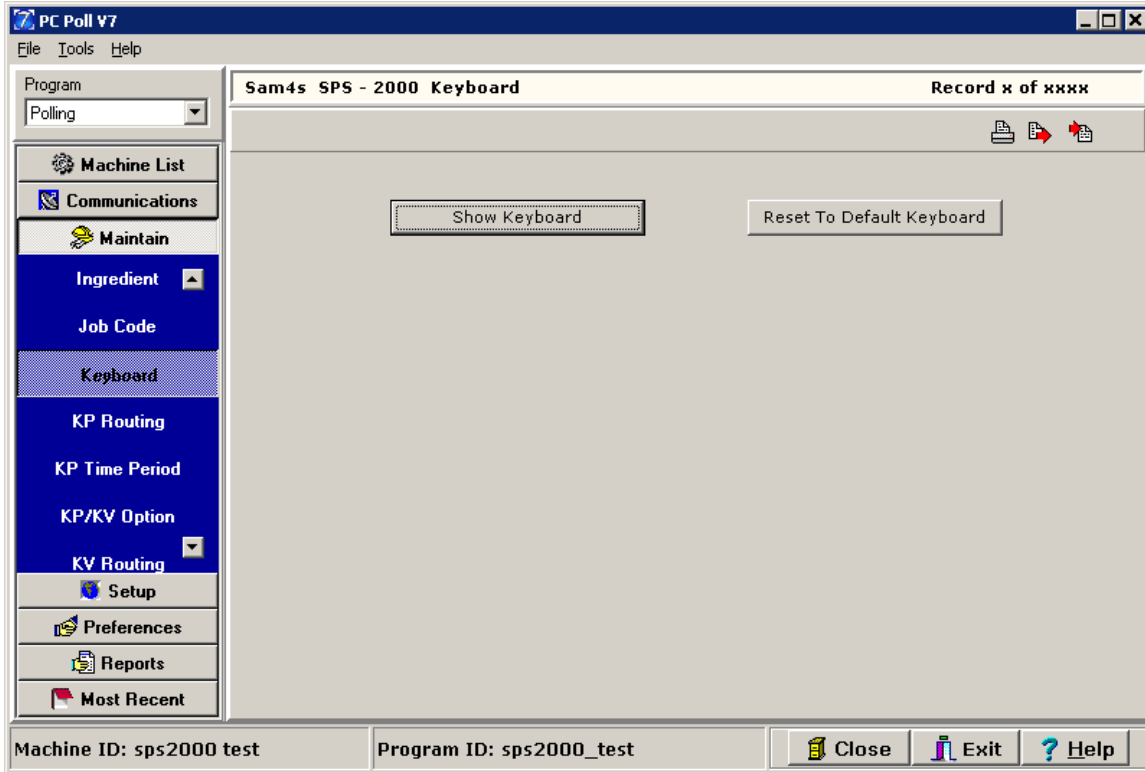 PC Poll V7
File Tools Help
Program
Polling
Machine List
Communications
Maintain
Ingredient
Job Code
Keyboard
KP Routing
KP Time Period
KP/KV Option
KV Routing
Setup
Preferences
Reports
Most Recent
Sam4s SPS - 2000 Keyboard
Record x of xxxx
Show Keyboard
Reset To Default Keyboard
Machine ID: sps2000 test
Program ID: sps2000_test
Close
Exit
Help